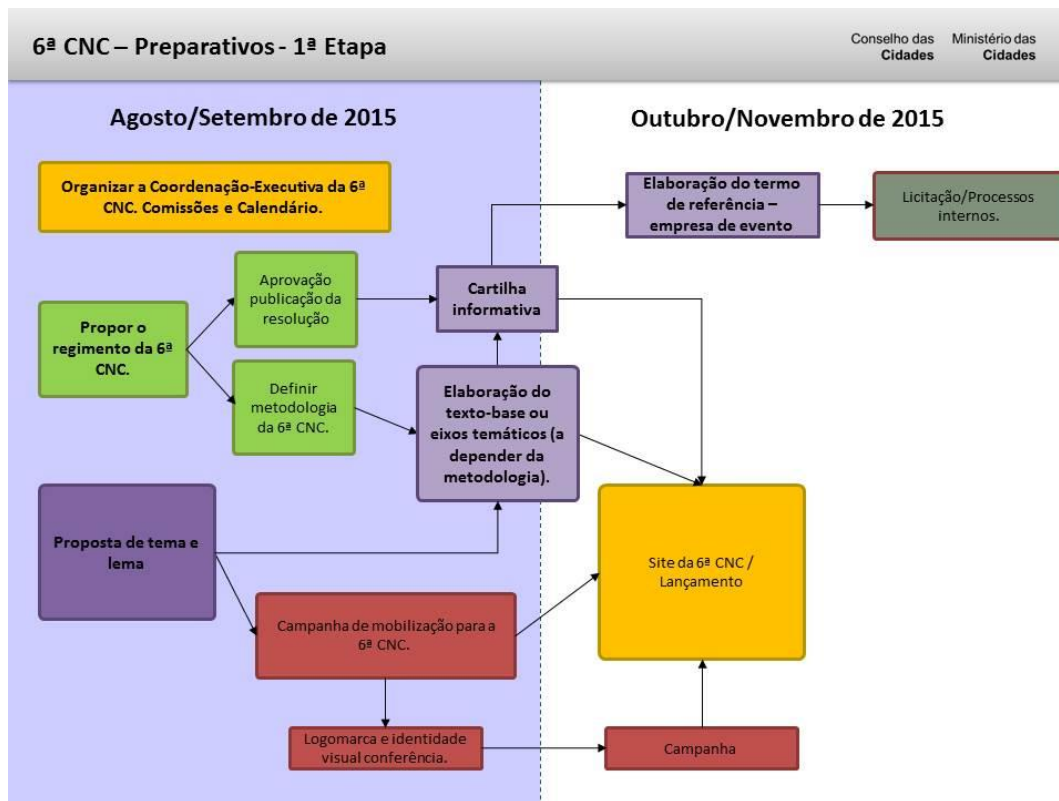 6ª CNC – Preparativos - 1ª Etapa
Conselho das
Cidades
Ministério das
Cidades
Agosto/Setembro de 2015
Outubro/Novembro de 2015
Organizar a Coordenação-Executiva da 6ª
CNC. Comissões e Calendário.
Elaboração do termo
de referência –
empresa de evento
Licitação/Processos
internos.
Aprovação
publicação da
resolução
Cartilha
informativa
Propor o
regimento da 6ª
CNC.
Definir
metodologia
da 6ª CNC.
Elaboração do
texto-base ou
eixos temáticos (a
depender da
metodologia).
Proposta de tema e
lema
Site da 6ª CNC /
Lançamento
Campanha de mobilização para a
6ª CNC.
Logomarca e identidade
visual conferência.
Campanha